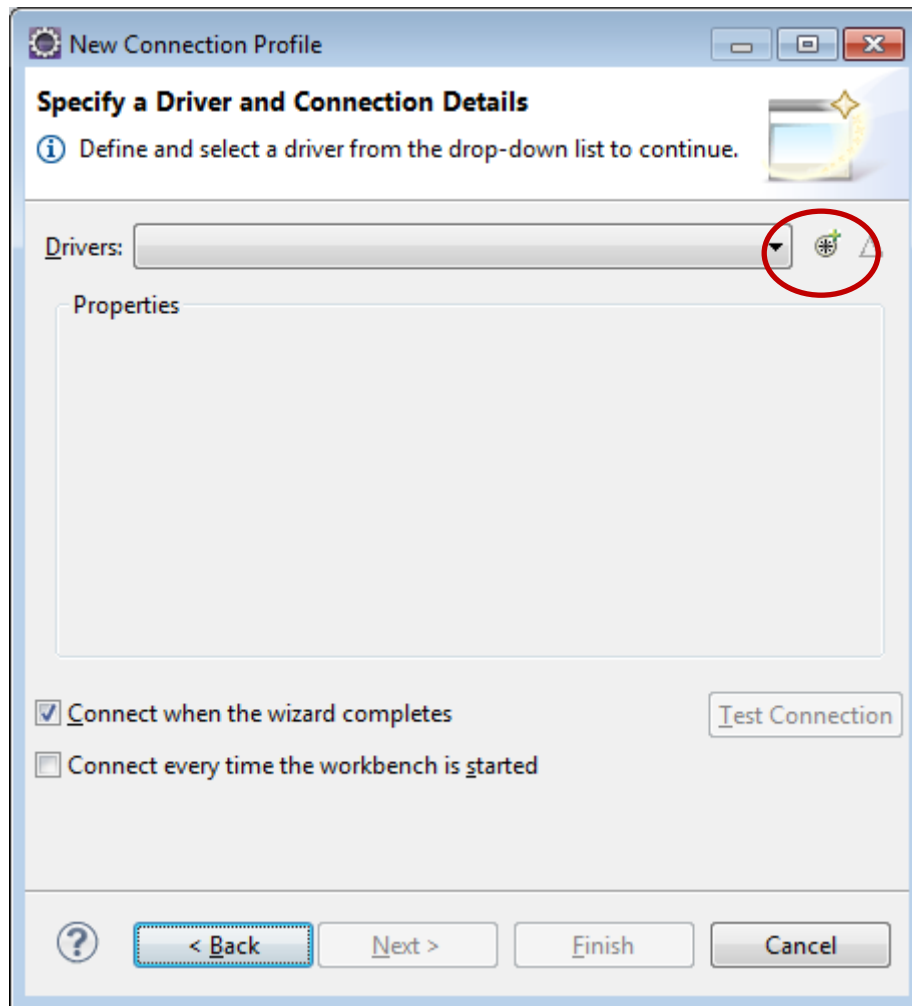 New Connection Profile
Specify a Driver and Connection Details
Define and select a driver from the drop-down list to continue.
Drivers:
Properties
Connect when the wizard completes
Test Connection
Connect every time the workbench is started
< Back
Next >
Finish
Cancel